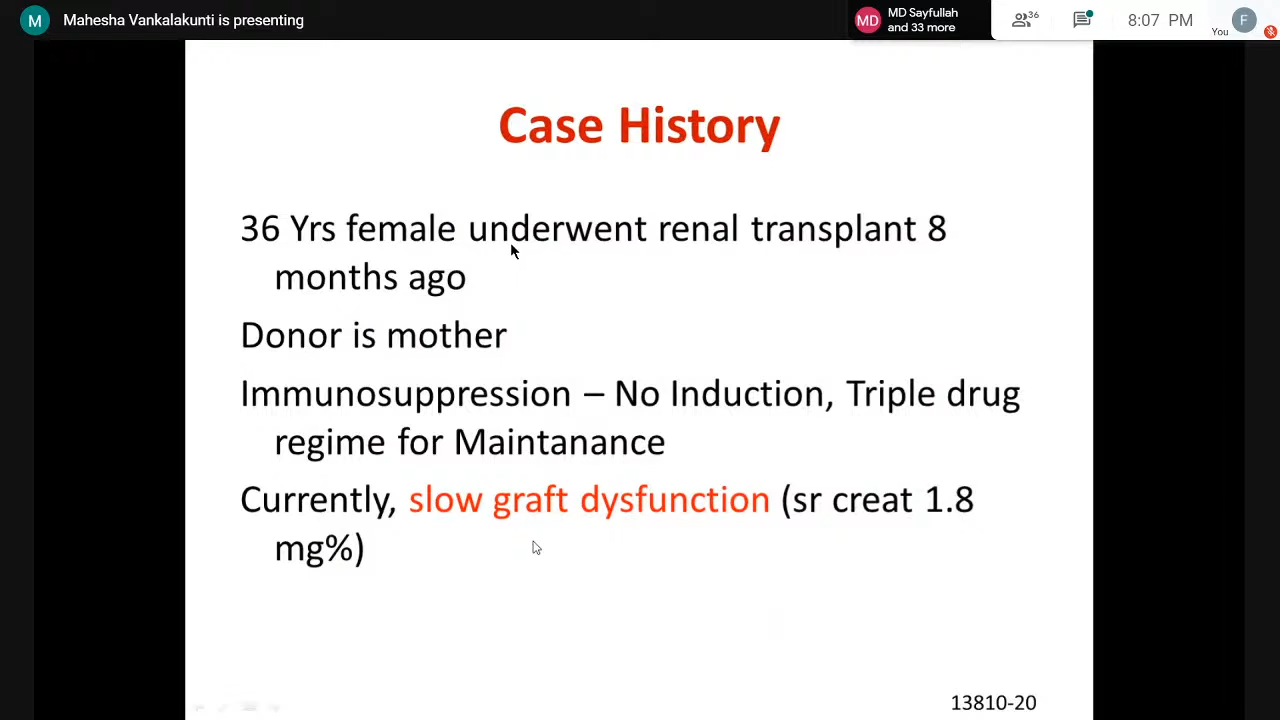 M Mahesha Vankalakunti is presenting
MD MD Sayfullah
and 33 more
36
8:07 PM
You F
Case History
36 Yrs female underwent renal transplant 8
months ago
Donor is mother
Immunosuppression – No Induction, Triple drug
regime for Maintanance
Currently, slow graft dysfunction (sr creat 1.8
mg%)
13810-20